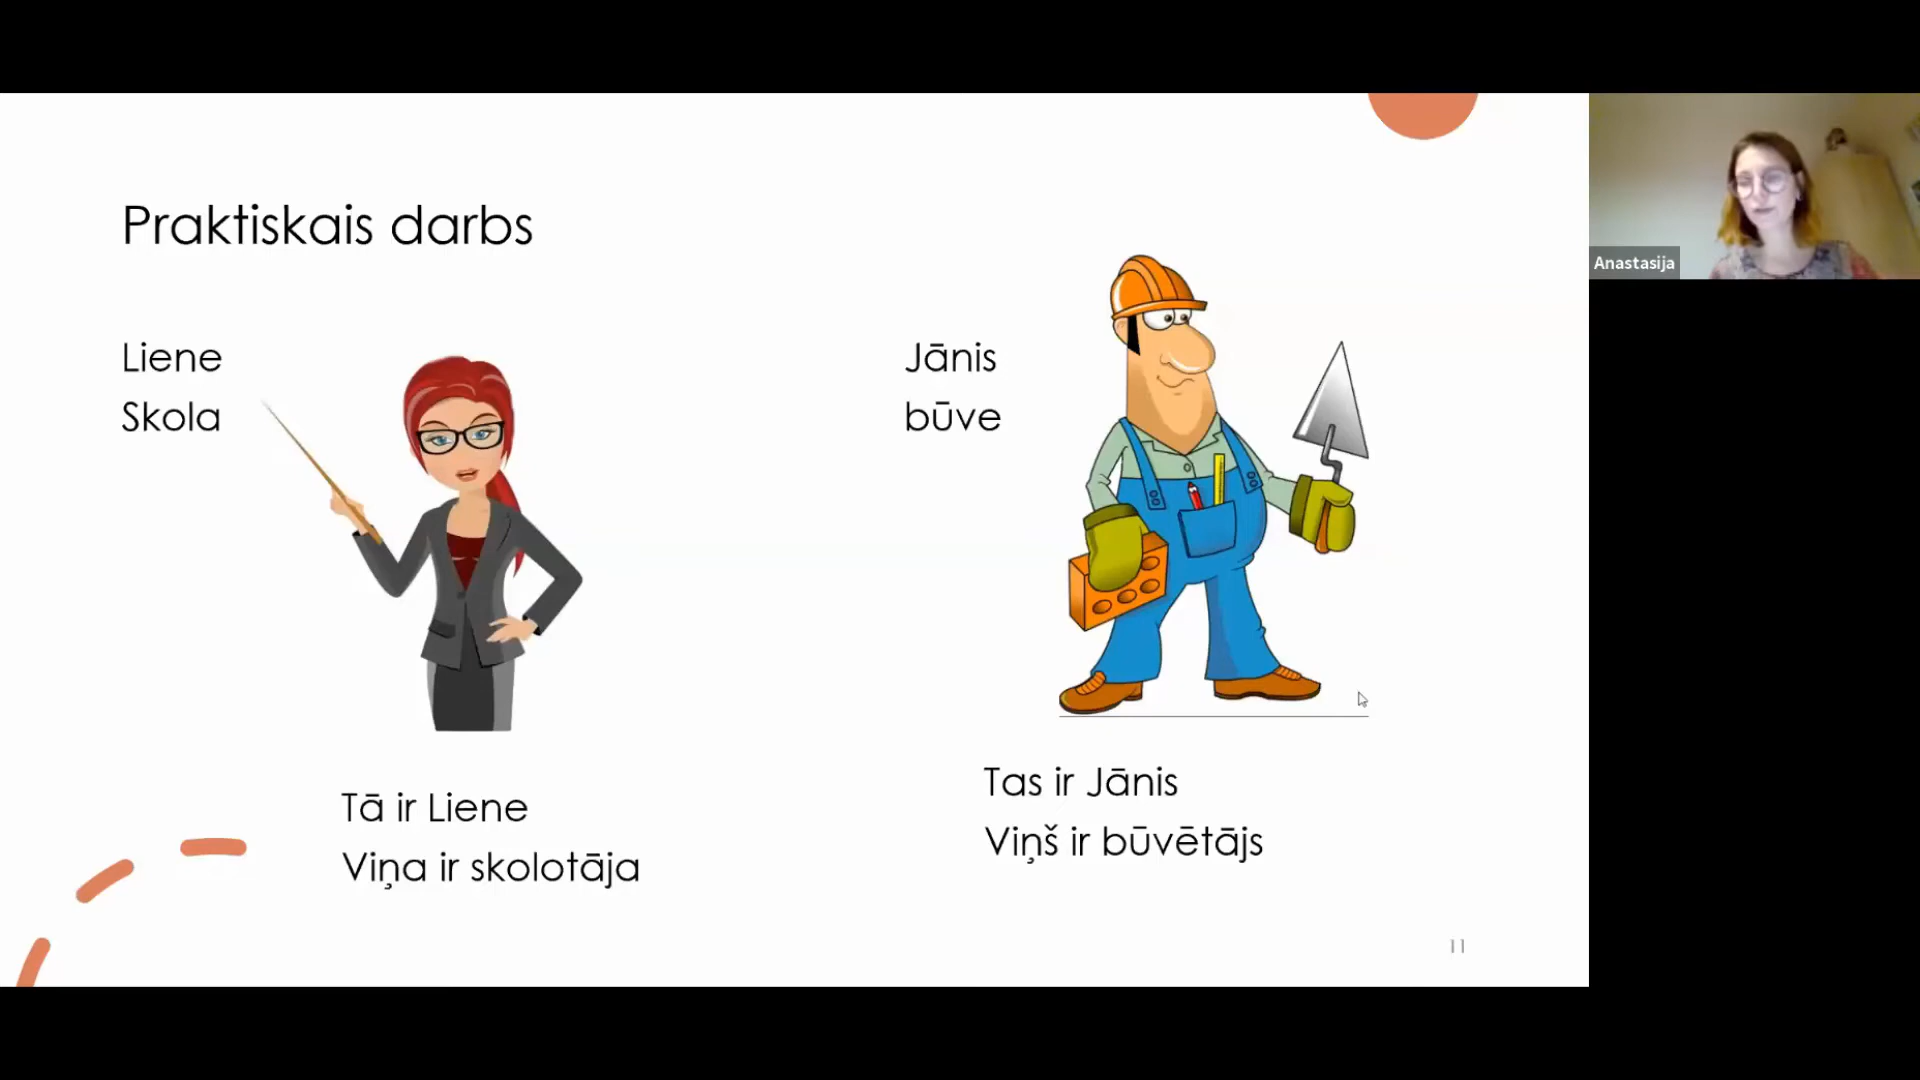 Praktiskais darbs
Liene
Skola
Tā ir Liene
Viņa ir skolotāja
Jānis
būve
Tas ir Jānis
Viņš ir būvētājs
11
Anastasija